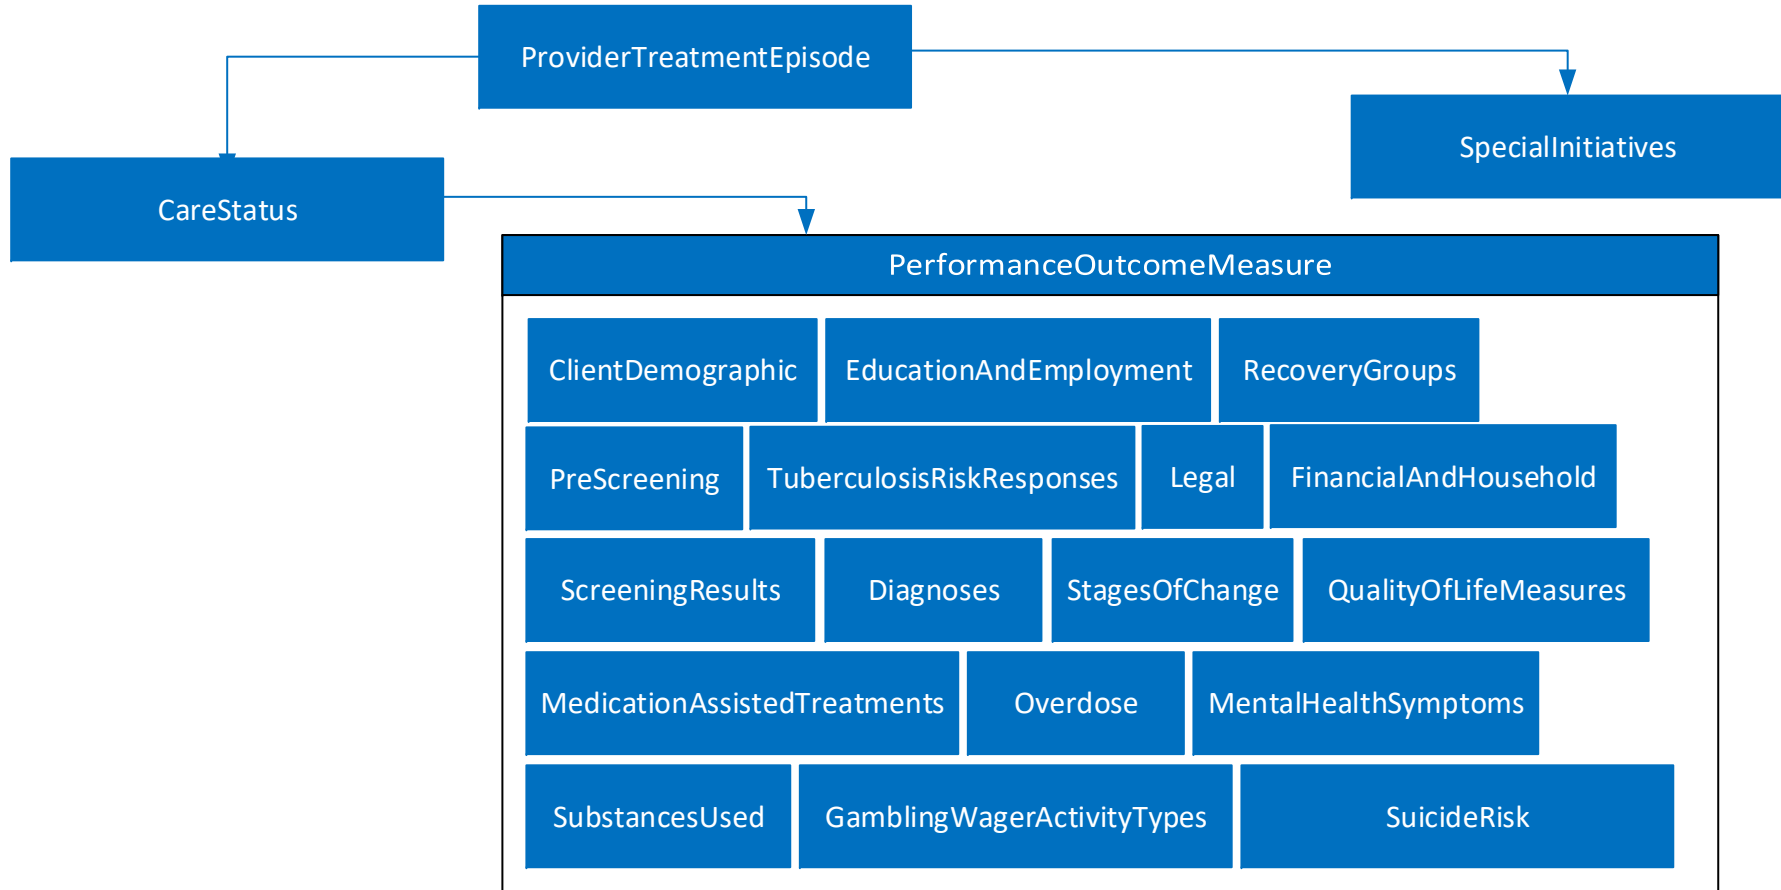 ProviderTreatmentEpisode
SpecialInitiatives
CareStatus
PerformanceOutcomeMeasure
ClientDemographic
EducationAndEmployment
RecoveryGroups
PreScreening
TuberculosisRiskResponses
Legal
FinancialAndHousehold
ScreeningResults
Diagnoses
StagesOfChange
QualityOfLifeMeasures
MedicationAssistedTreatments
Overdose
MentalHealthSymptoms
SubstancesUsed
GamblingWagerActivityTypes
SuicideRisk